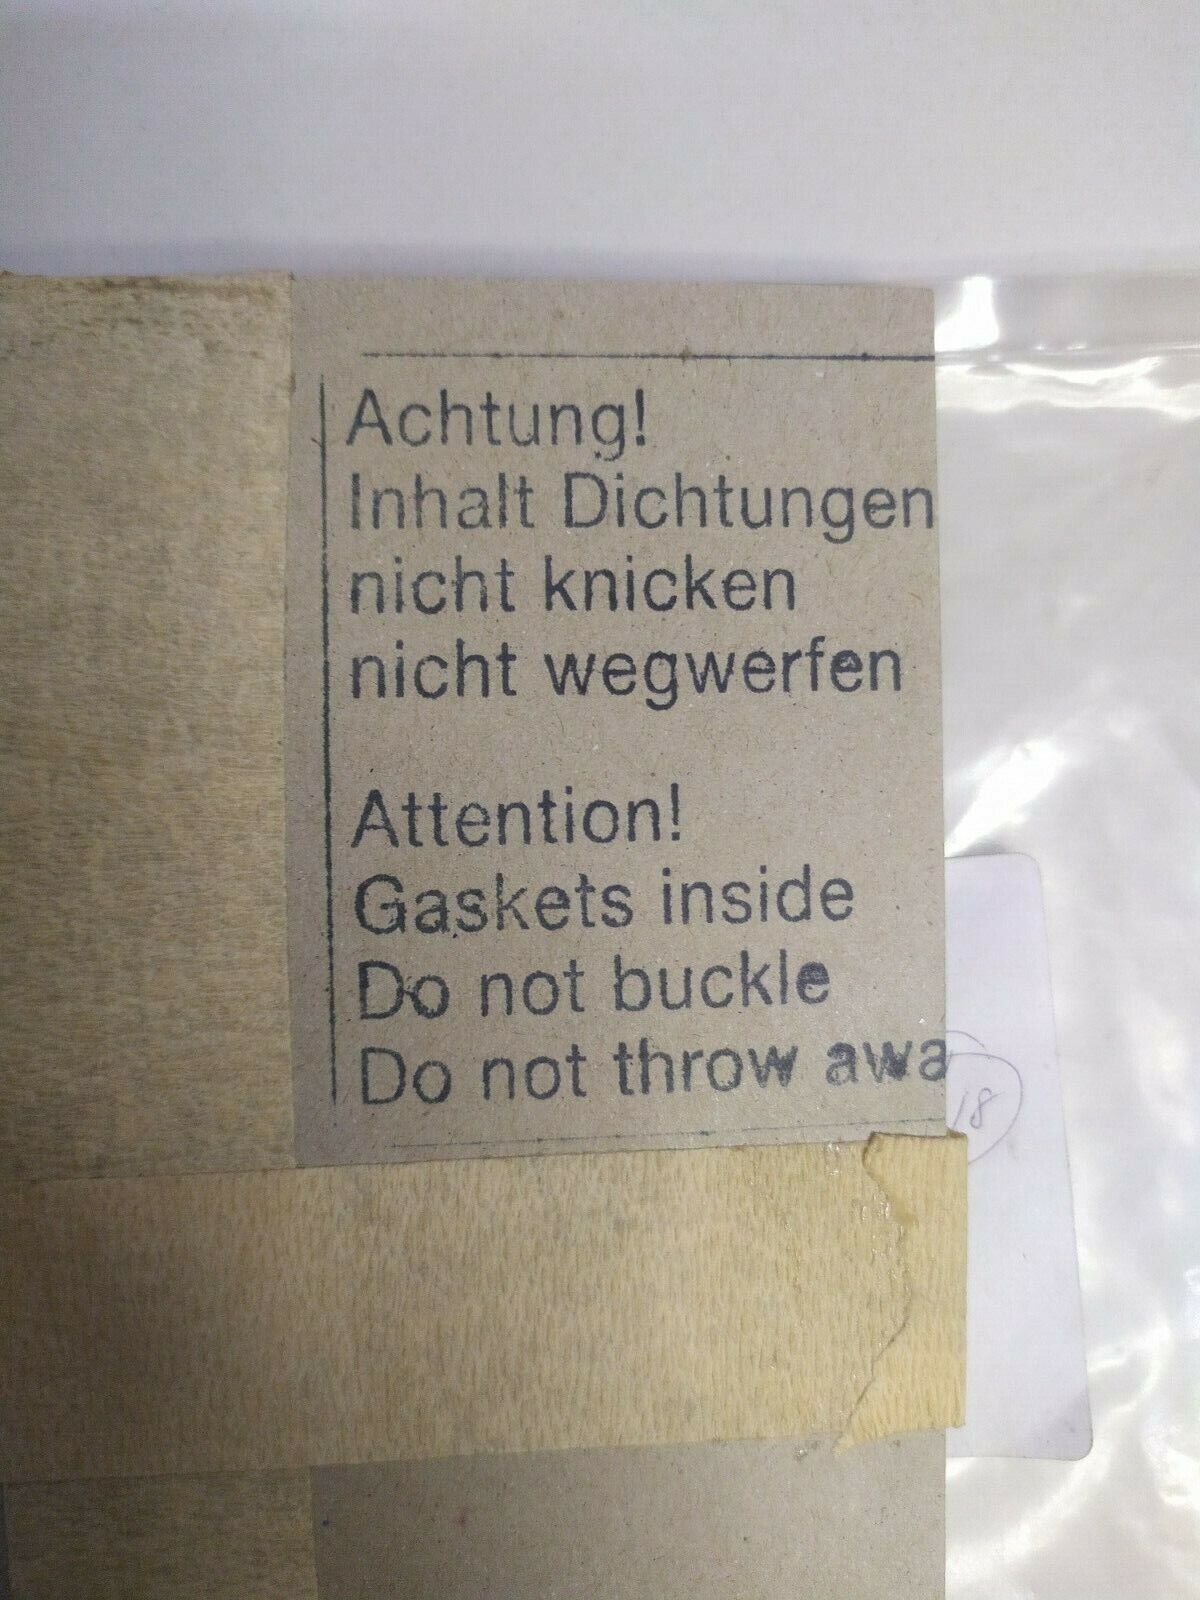 Achtung!
Inhalt Dichtungen
nicht knicken
nicht wegwerfen
Attention!
Gaskets inside
Do not buckle
Do not throw awa
18